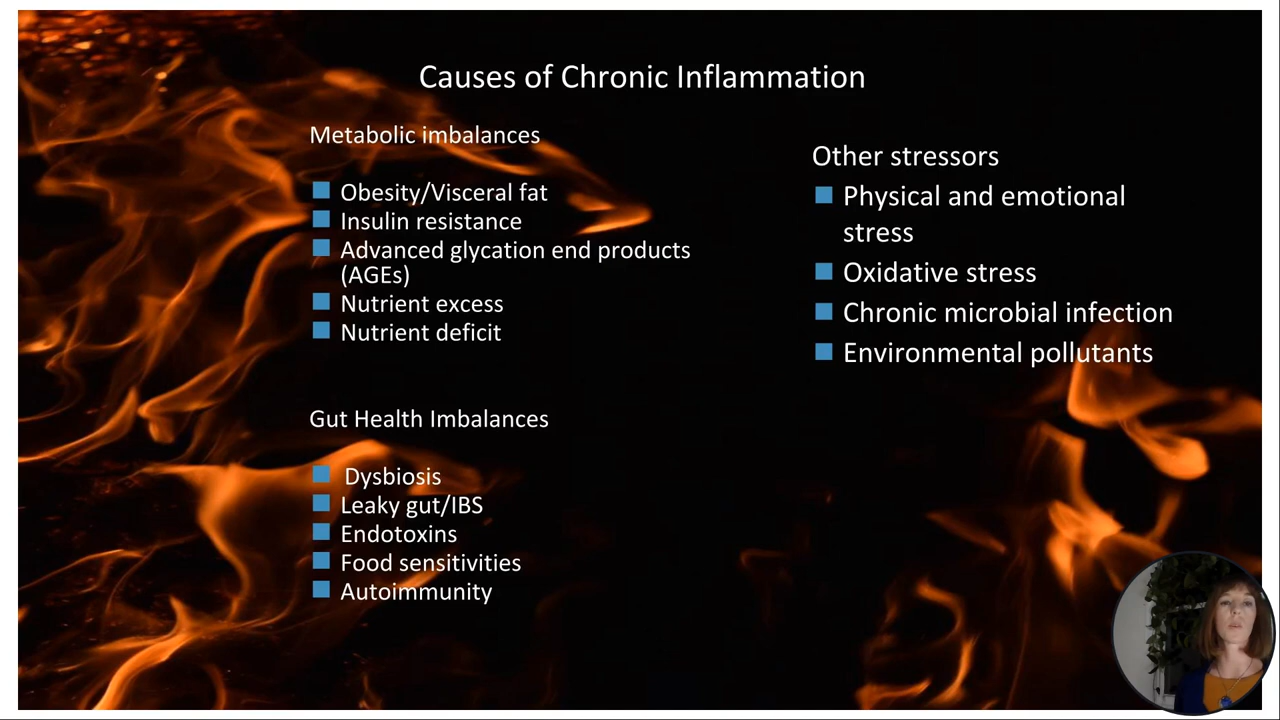 Causes of Chronic Inflammation
Metabolic imbalances
Obesity/Visceral fat
Insulin resistance
Advanced glycation end products
(AGEs)
Nutrient excess
Nutrient deficit
Gut Health Imbalances
Dysbiosis
Leaky gut/IBS
Endotoxins
Food sensitivities
Autoimmunity
Other stressors
Physical and emotional
stress
Oxidative stress
Chronic microbial infection
Environmental pollutants